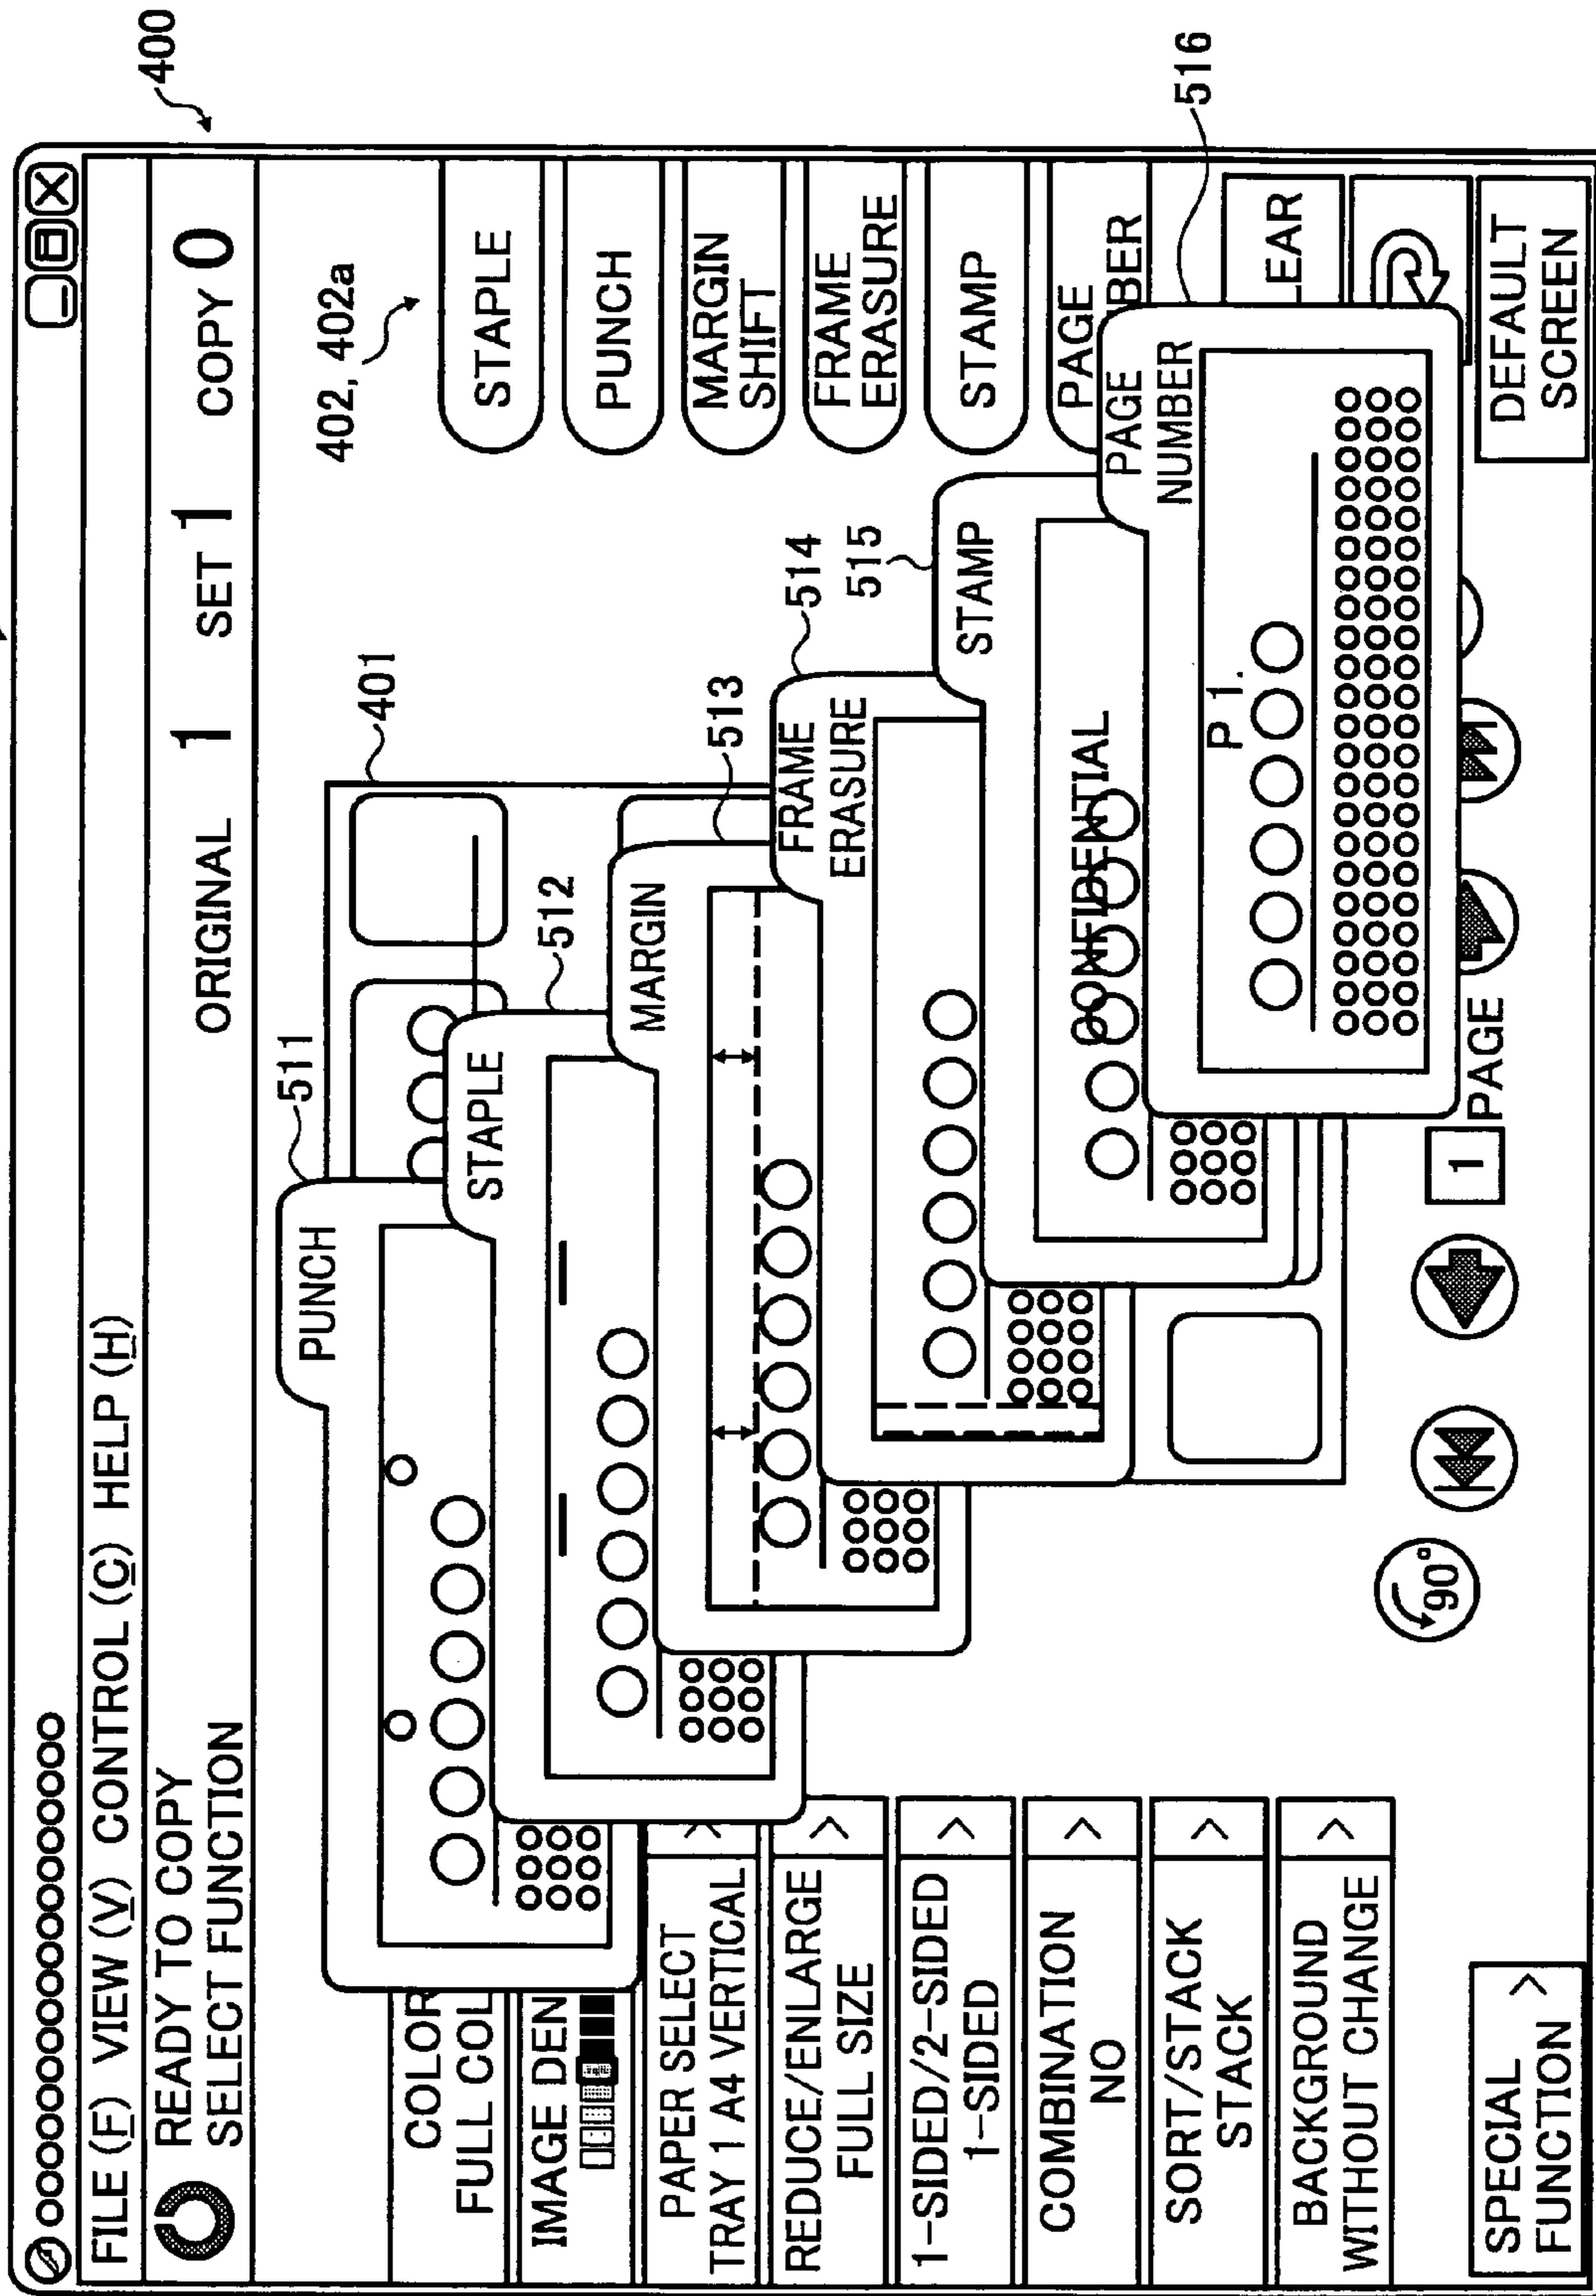 400
FILE (F) VIEW (V) CONTROL (C) HELP (H)
READY TO COPY
SELECT FUNCTION
ORIGINAL 1 SET 1 COPY 0
402, 402a
401
COLOR
FULL COL
IMAGE DEN
PAPER SELECT
TRAY 1 A4 VERTICAL
REDUCE/ENLARGE
FULL SIZE
1-SIDED/2-SIDED
1-SIDED
COMBINATION
NO
SORT/STACK
STACK
BACKGROUND
WITHOUT CHANGE
SPECIAL
FUNCTION
PUNCH
511
STAPLE
512
MARGIN
513
FRAME
ERASURE
514
STAMP
515
CONFIDENTIAL
PAGE
NUMBER
516
P 1.
90°
1 PAGE
STAPLE
PUNCH
MARGIN
SHIFT
FRAME
ERASURE
STAMP
PAGE
BER
EAR
DEFAULT
SCREEN